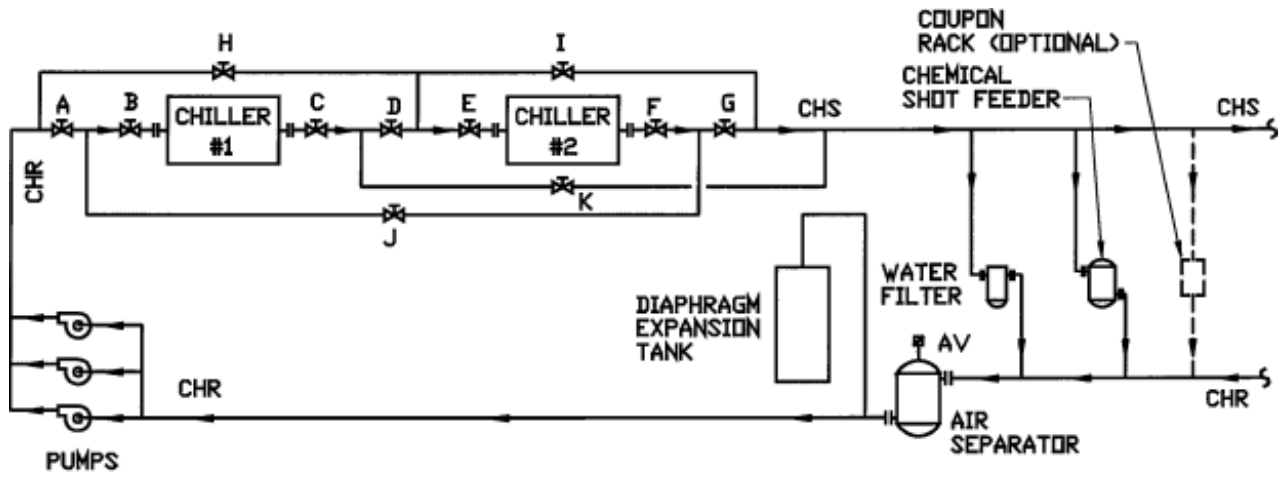 COUPON
RACK (OPTIONAL)
CHEMICAL
SHOT FEEDER
H
I
A
B
C
D
E
F
G
CHILLER
#1
CHILLER
#2
CHS
CHS
CHR
K
J
WATER
FILTER
DIAPHRAGM
EXPANSION
TANK
AV
CHR
CHR
AIR
SEPARATOR
PUMPS